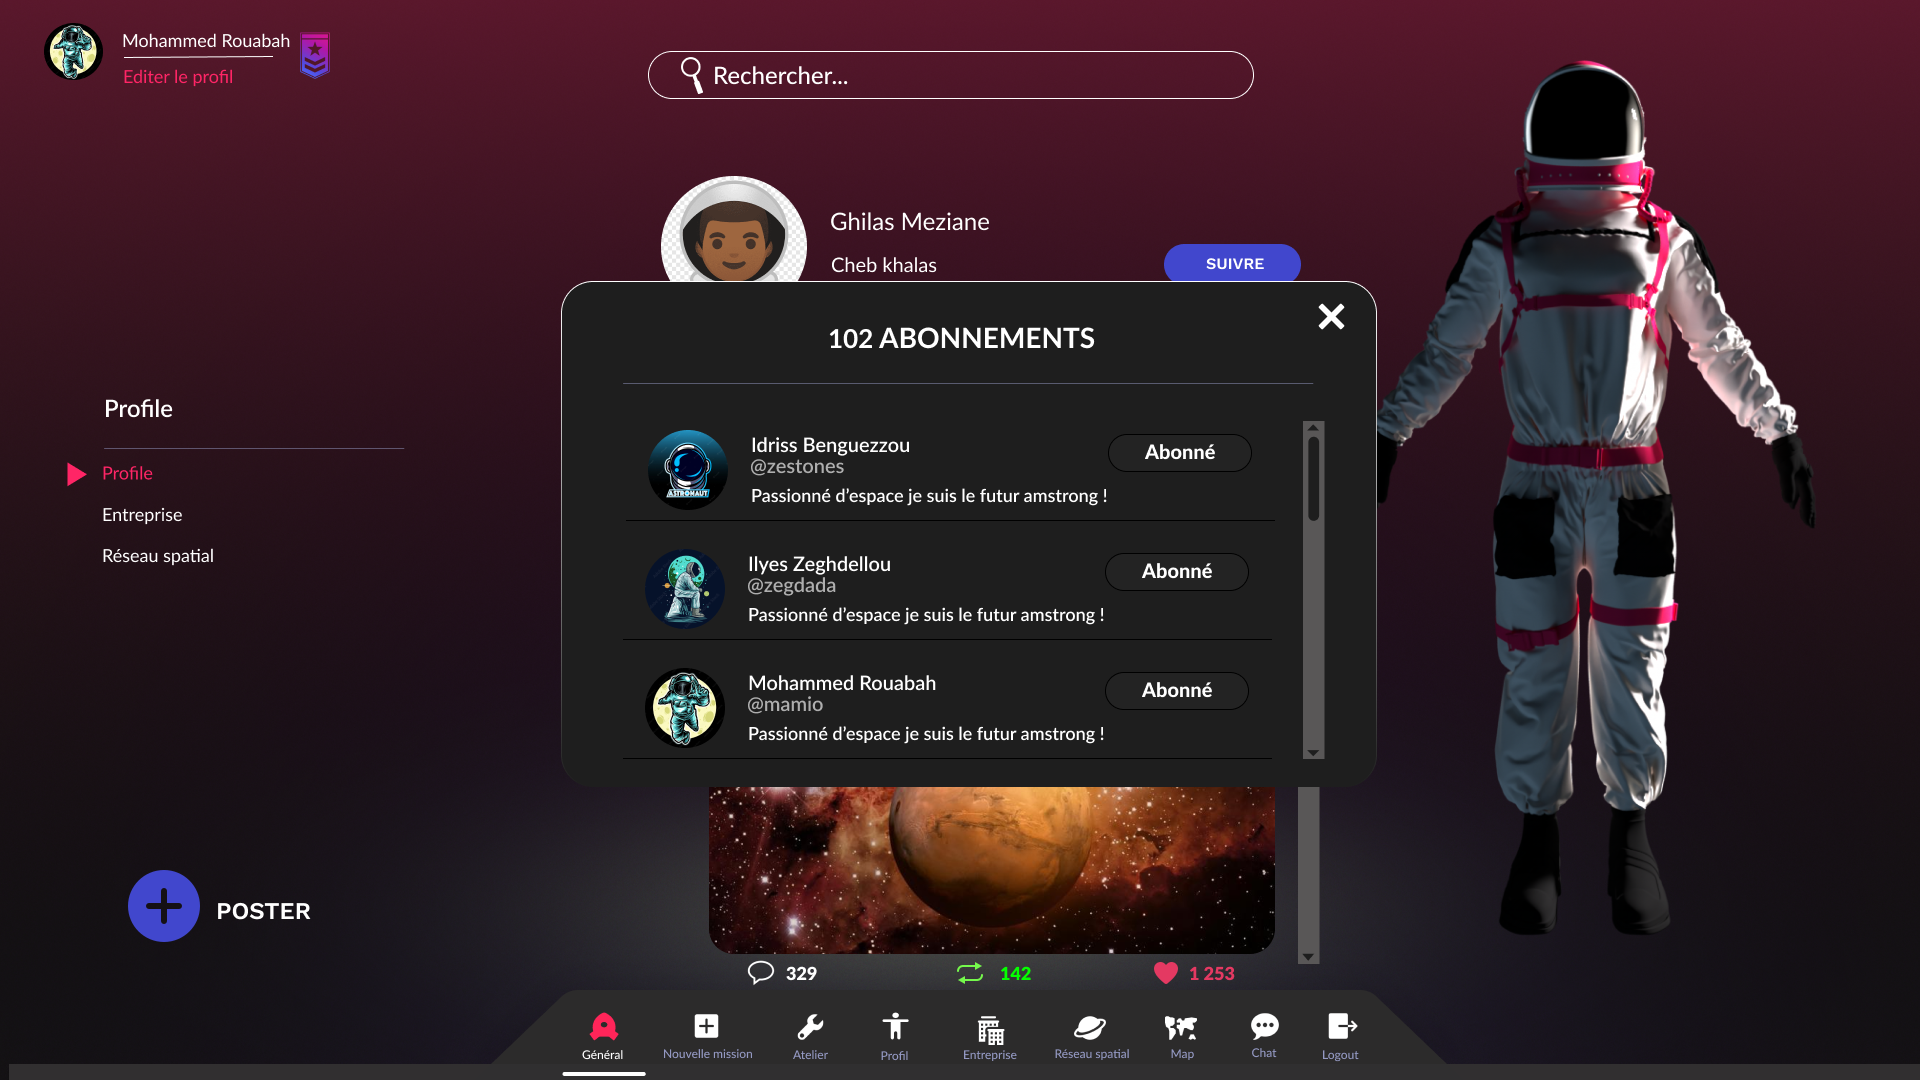 Mohammed Rouabah
Editer le profil
Rechercher...
Ghilas Meziane
Cheb khalas
SUIVRE
102 ABONNEMENTS
Profile
Profile
Entreprise
Réseau spatial
Idriss Benguezzou
@zestones
Abonné
Passionné d’espace je suis le futur amstrong !
ASTRONAUT
Ilyes Zeghdellou
@zegdada
Abonné
Passionné d’espace je suis le futur amstrong !
Mohammed Rouabah
@mamio
Abonné
Passionné d’espace je suis le futur amstrong !
POSTER
329
142
1 253
Général
Nouvelle mission
Atelier
Profil
Entreprise
Réseau spatial
Map
Chat
Logout